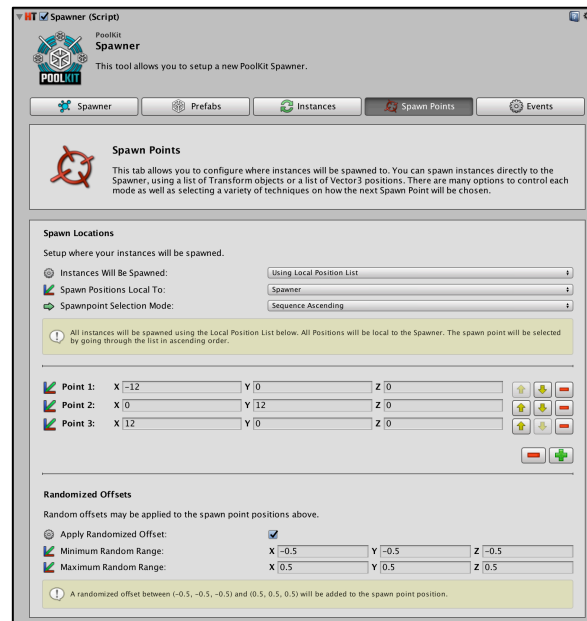 Spawner (Script)
PoolKit
Spawner
This tool allows you to setup a new PoolKit Spawner.
POOLKIT
Spawner Prefabs Instances Spawn Points Events
Spawn Points
This tab allows you to configure where instances will be spawned to. You can spawn instances directly to the
Spawner, using a list of Transform objects or a list of Vector3 positions. There are many options to control each
mode as well as selecting a variety of techniques on how the next Spawn Point will be chosen.
Spawn Locations
Setup where your instances will be spawned.
Instances Will Be Spawned: Using Local Position List
Spawn Positions Local To: Spawner
Spawnpoint Selection Mode: Sequence Ascending
All instances will be spawned using the Local Position List below. All Positions will be local to the Spawner. The spawn point will be selected
by going through the list in ascending order.
Point 1: X -12 Y 0 Z 0
Point 2: X 0 Y 12 Z 0
Point 3: X 12 Y 0 Z 0
Randomized Offsets
Random offsets may be applied to the spawn point positions above.
Apply Randomized Offset:
Minimum Random Range: X -0.5 Y -0.5 Z -0.5
Maximum Random Range: X 0.5 Y 0.5 Z 0.5
A randomized offset between (-0.5, -0.5, -0.5) and (0.5, 0.5, 0.5) will be added to the spawn point position.